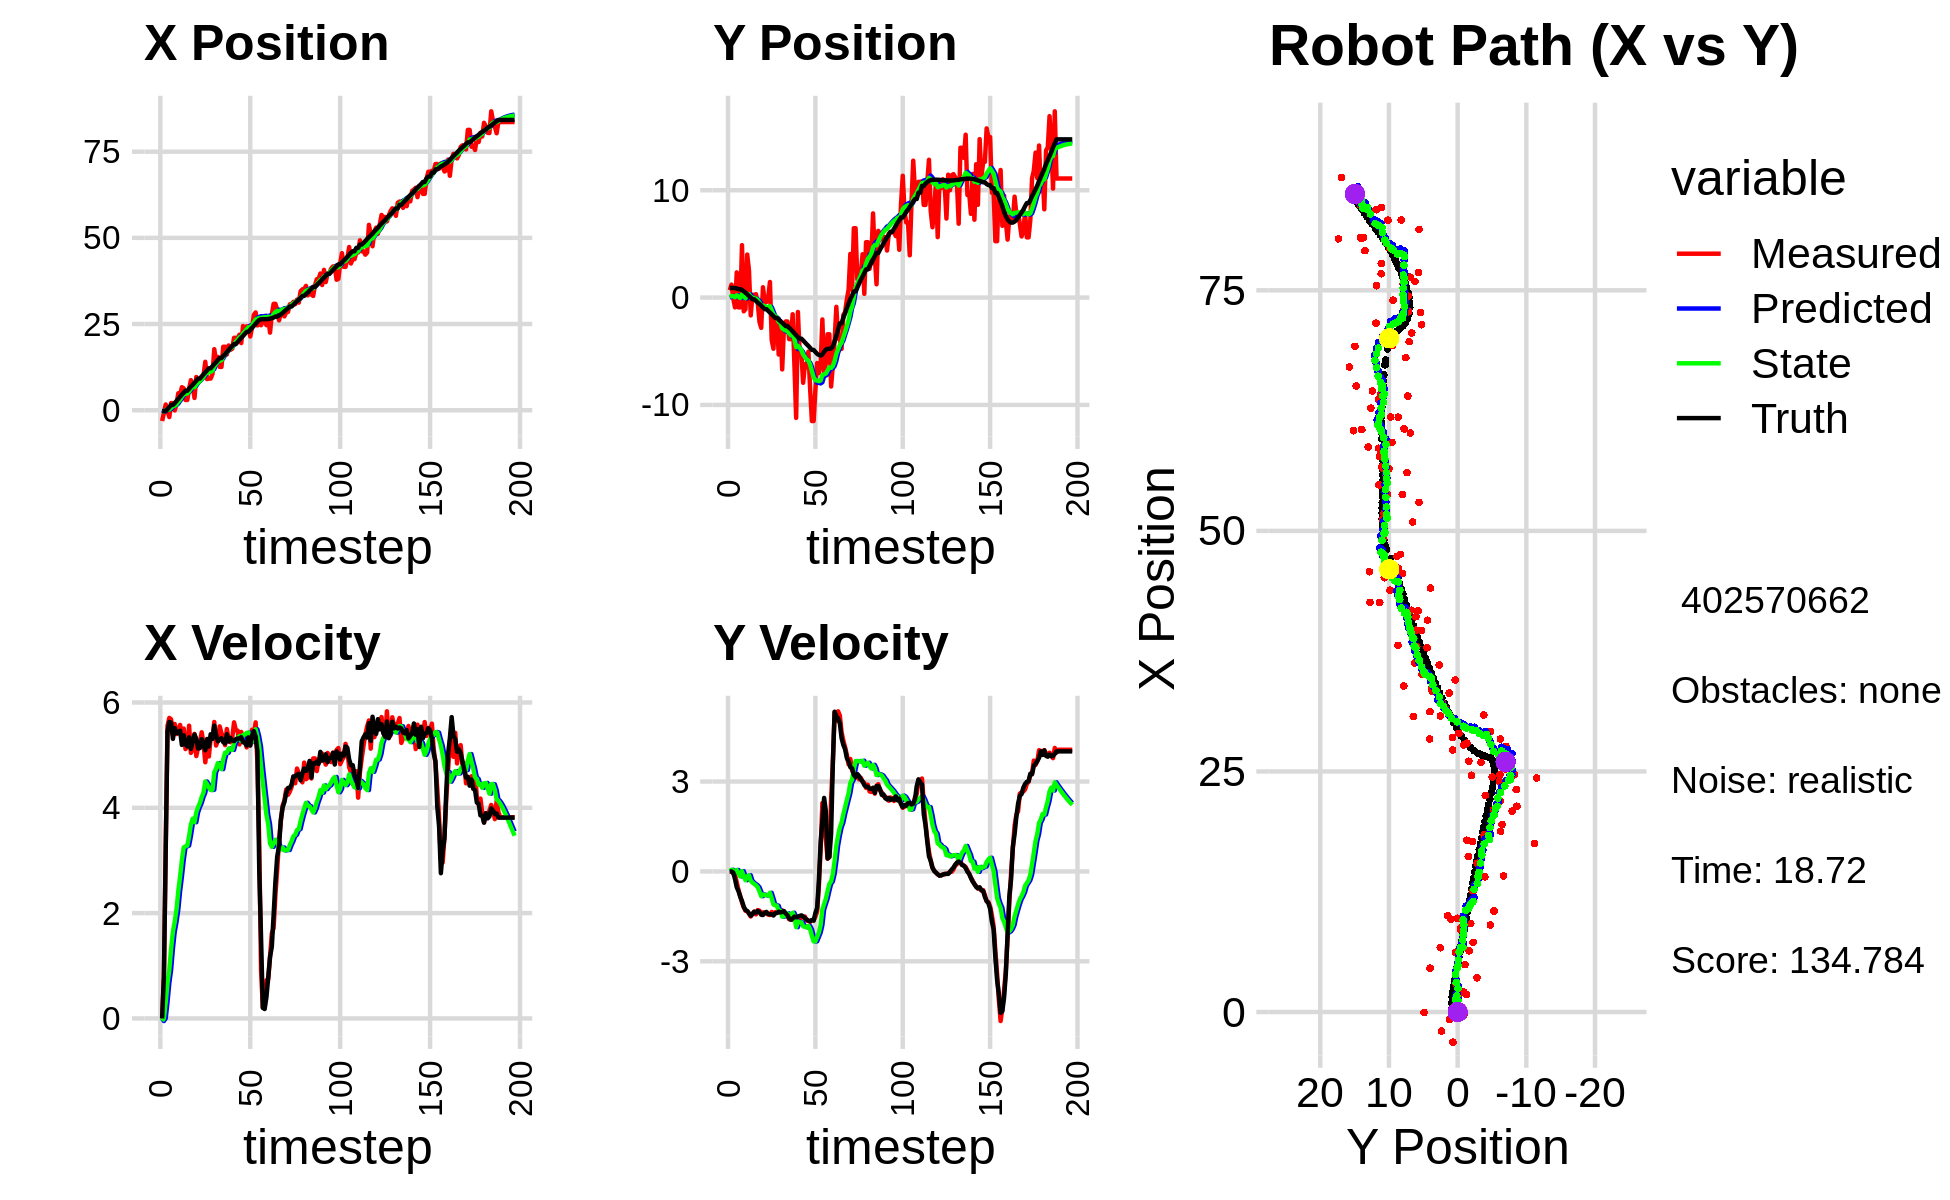 X Position
75
50
25
0
0
50
100
150
200
timestep
Y Position
10
0
-10
0
50
100
150
200
timestep
X Velocity
6
4
2
0
0
50
100
150
200
timestep
Y Velocity
3
0
-3
0
50
100
150
200
timestep
Robot Path (X vs Y)
X Position
75
50
25
0
20 10 0 -10 -20
Y Position
variable
Measured
Predicted
State
Truth
402570662
Obstacles: none
Noise: realistic
Time: 18.72
Score: 134.784